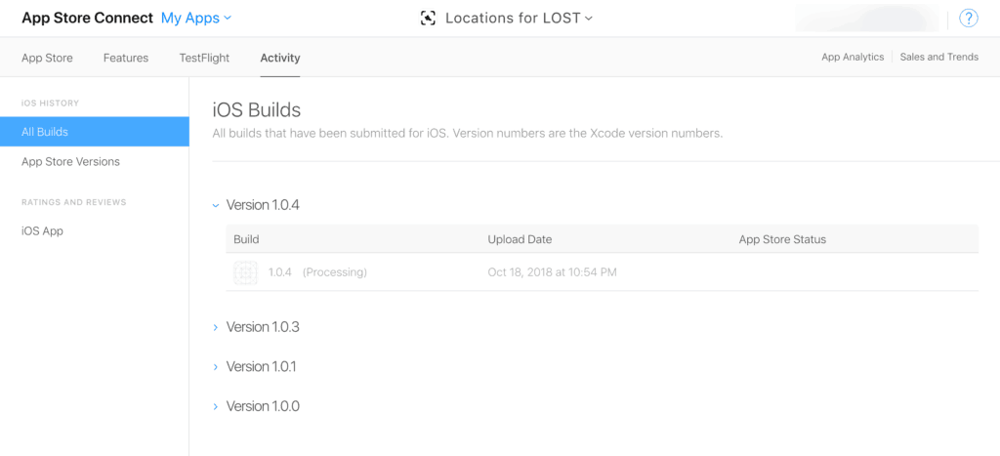 App Store Connect My Apps Locations for LOST ?
App Store Features TestFlight Activity App Analytics Sales and Trends
iOS HISTORY
All Builds
App Store Versions
RATINGS AND REVIEWS
iOS App
iOS Builds
All builds that have been submitted for iOS. Version numbers are the Xcode version numbers.
Version 1.0.4
Build Upload Date App Store Status
1.0.4 (Processing) Oct 18, 2018 at 10:54 PM
Version 1.0.3
Version 1.0.1
Version 1.0.0